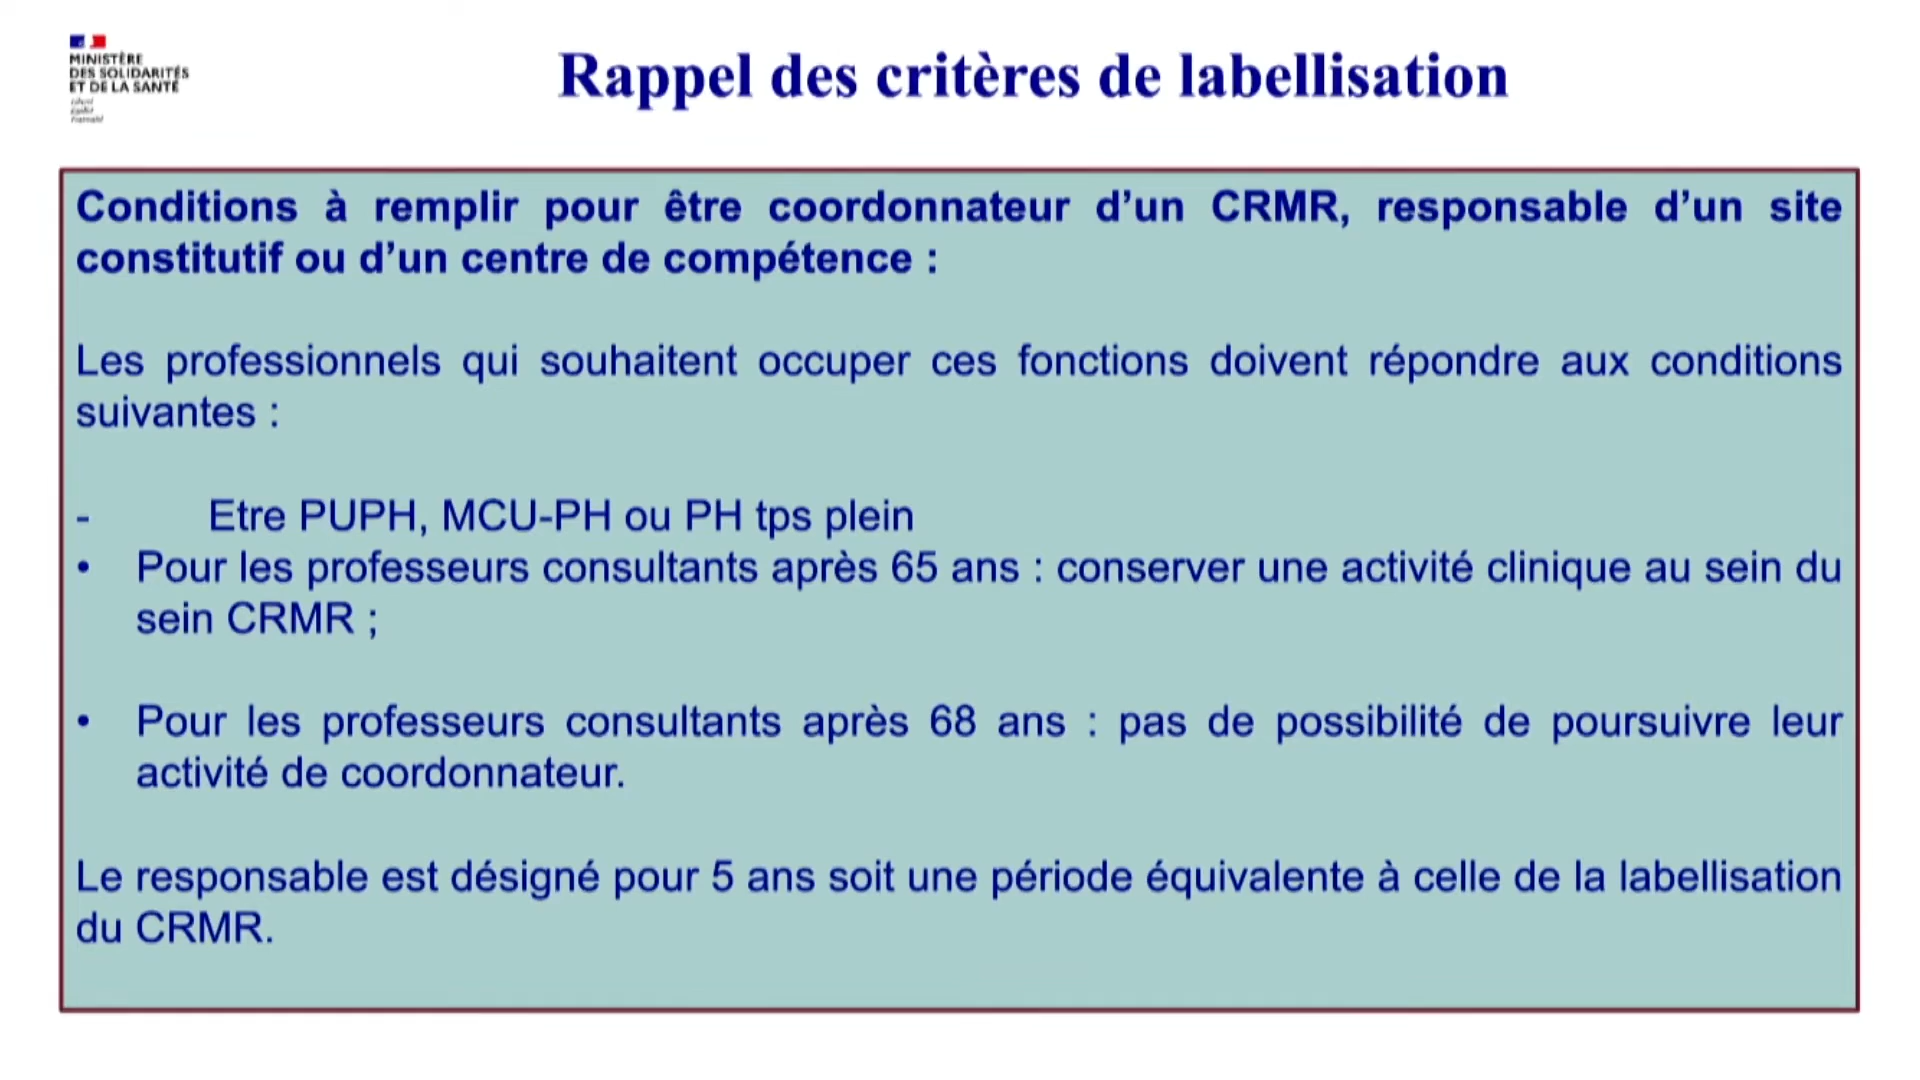 MINISTÈRE
DES SOLIDARITÉS
ET DE LA SANTÉ
Liberté
Égalité
Fraternité
Rappel des critères de labellisation
Conditions à remplir pour être coordonnateur d’un CRMR, responsable d’un site
constitutif ou d’un centre de compétence :
Les professionnels qui souhaitent occuper ces fonctions doivent répondre aux conditions
suivantes :
- Etre PUPH, MCU-PH ou PH tps plein
• Pour les professeurs consultants après 65 ans : conserver une activité clinique au sein du
sein CRMR ;
• Pour les professeurs consultants après 68 ans : pas de possibilité de poursuivre leur
activité de coordonnateur.
Le responsable est désigné pour 5 ans soit une période équivalente à celle de la labellisation
du CRMR.